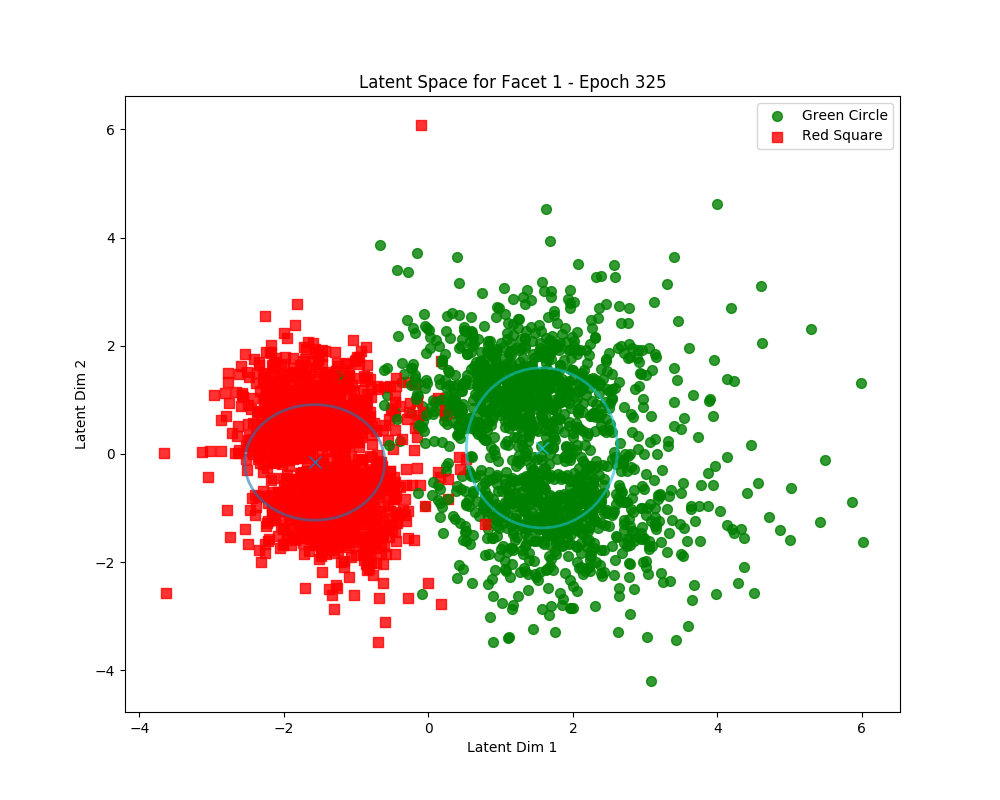 Latent Space for Facet 1 - Epoch 325
Green Circle
Red Square
6
4
2
0
−2
−4
Latent Dim 2
−4
−2
0
2
4
6
Latent Dim 1